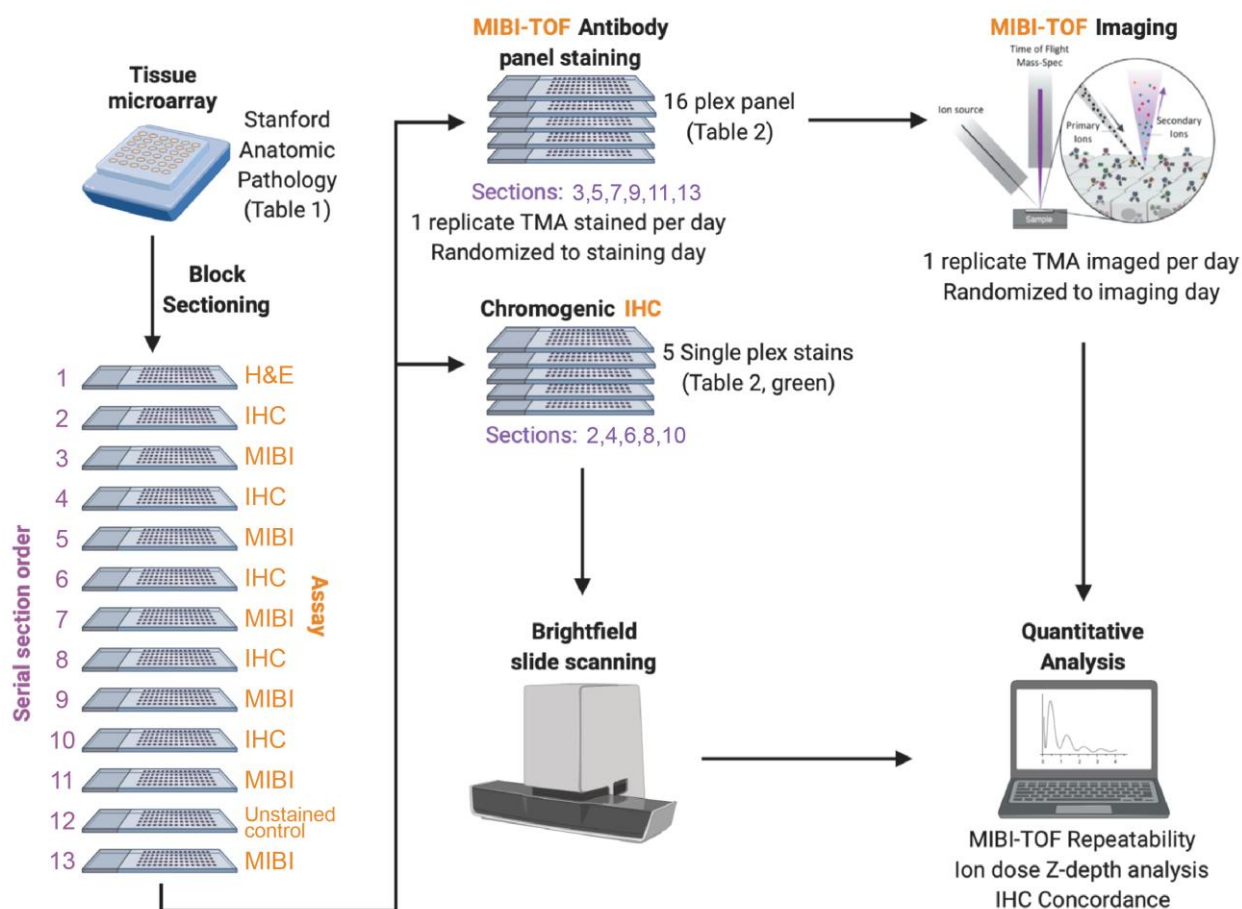 Tissue
microarray
Stanford
Anatomic
Pathology
(Table 1)
Block
Sectioning
Serial section order
1 H&E
2 IHC
3 MIBI
4 IHC
5 MIBI
6 IHC
7 MIBI
8 IHC
9 MIBI
10 IHC
11 MIBI
12 Unstained
control
13 MIBI
Assay
MIBI-TOF Antibody
panel staining
16 plex panel
(Table 2)
Sections: 3,5,7,9,11,13
1 replicate TMA stained per day
Randomized to staining day
Chromogenic IHC
5 Single plex stains
(Table 2, green)
Sections: 2,4,6,8,10
Brightfield
slide scanning
MIBI-TOF Imaging
Time of Flight
Mass-Spec
Ion source
Primary
Ions
Secondary
Ions
Sample
1 replicate TMA imaged per day
Randomized to imaging day
Quantitative
Analysis
0 1 2 3 4
MIBI-TOF Repeatability
Ion dose Z-depth analysis
IHC Concordance